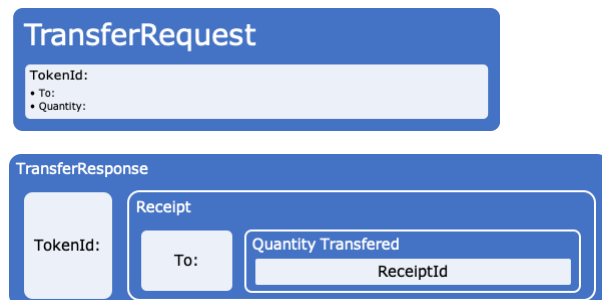 TransferRequest
TokenId:
• To:
• Quantity:
TransferResponse
Receipt
TokenId:
To:
Quantity Transfered
ReceiptId